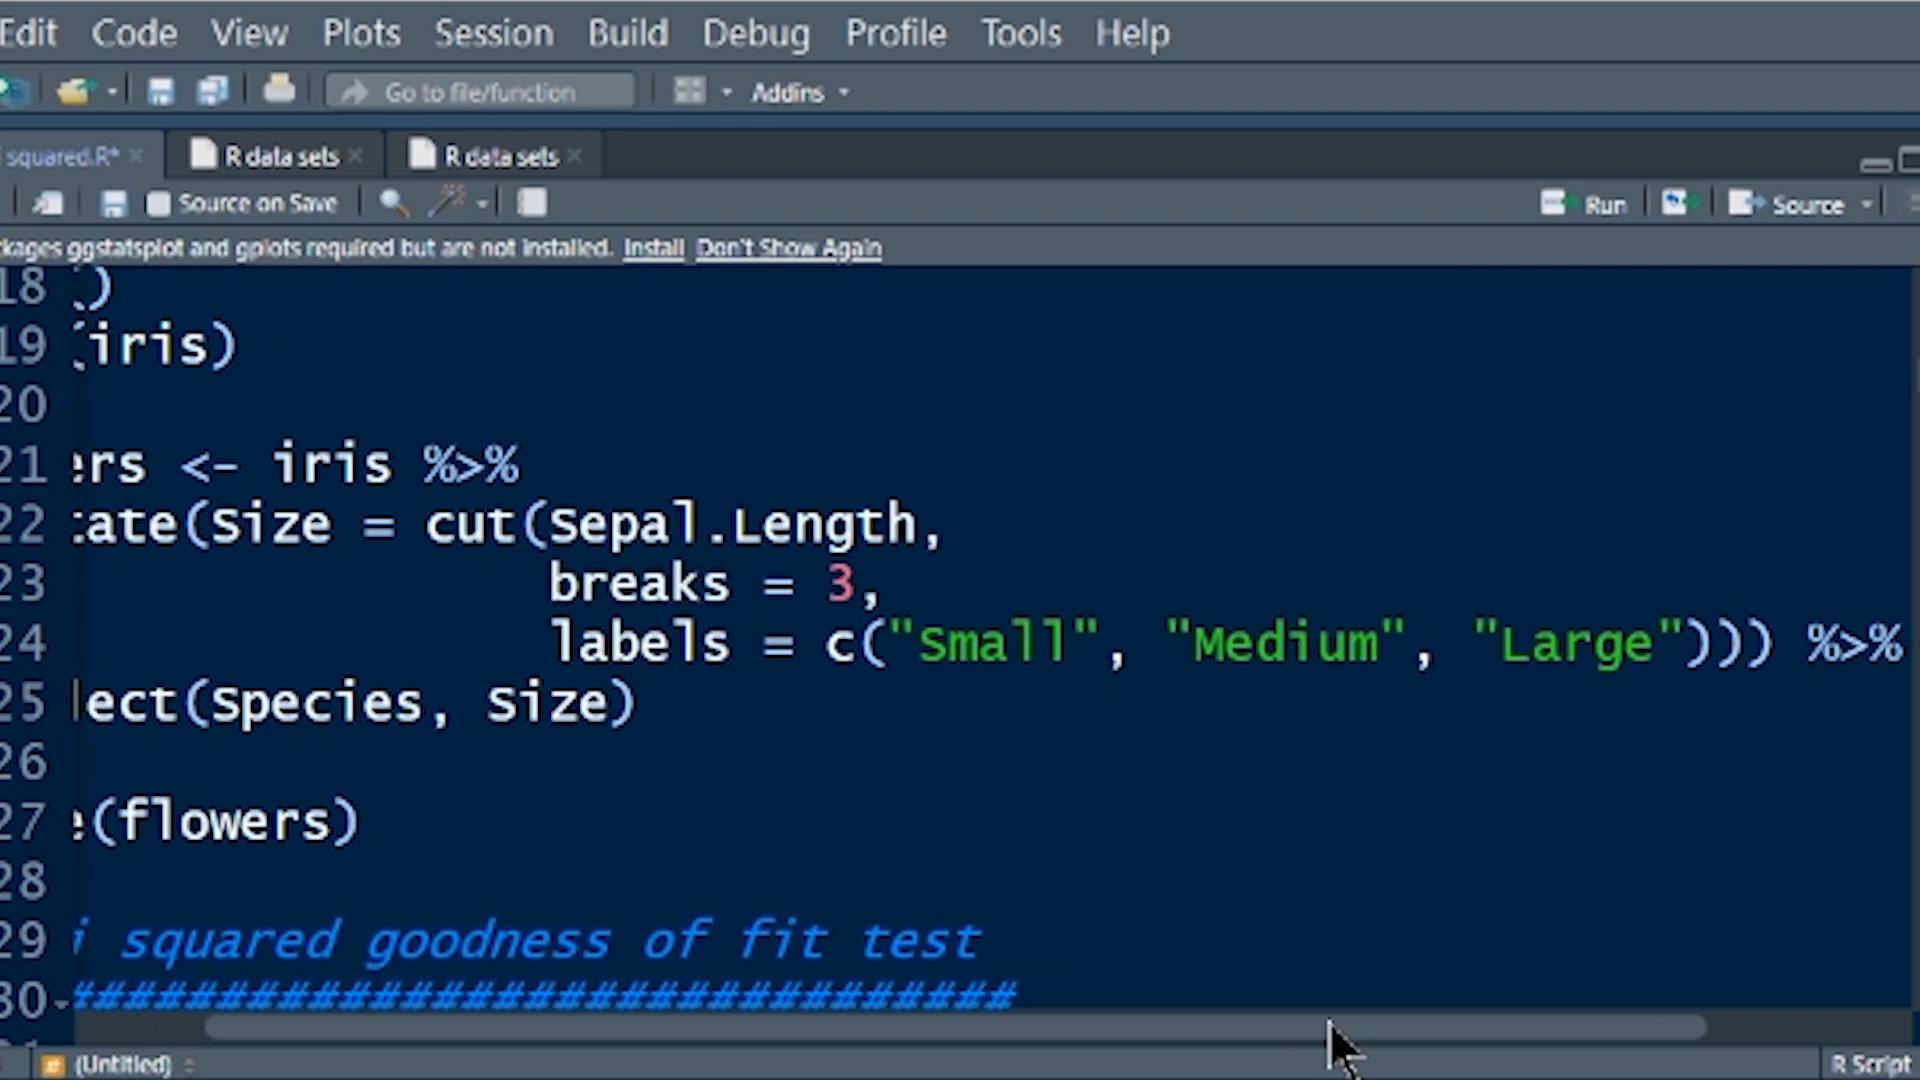 Edit Code View Plots Session Build Debug Profile Tools Help
Go to file/function Addins
squared.R* R data sets R data sets
Source on Save Run Source
ckages ggstatsplot and gplots required but are not installed. Install Don't Show Again
18 ()
19 (iris)
20
21 ers <- iris %>%
22 tate(Size = cut(Sepal.Length,
23 breaks = 3,
24 labels = c("Small", "Medium", "Large"))) %>%
25 lect(Species, Size)
26
27 e(flowers)
28
29 i squared goodness of fit test
30 ###############################
(Untitled) R Script